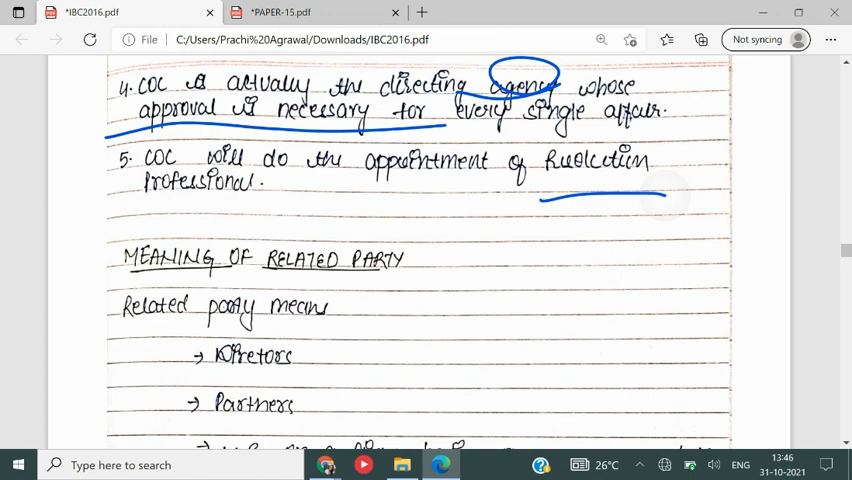 *IBC2016.pdf
*PAPER-15.pdf
File
C:/Users/Prachi%20Agrawal/Downloads/IBC2016.pdf
Not syncing
4. COC is actually the directing agency whose
approval is necessary for every single affair.
5. COC will do the appointment of Resolution
Professional.
MEANING OF RELATED PARTY
Related party means
→ Directors
→ Partners
Type here to search
26°C
ENG
13:46
31-10-2021